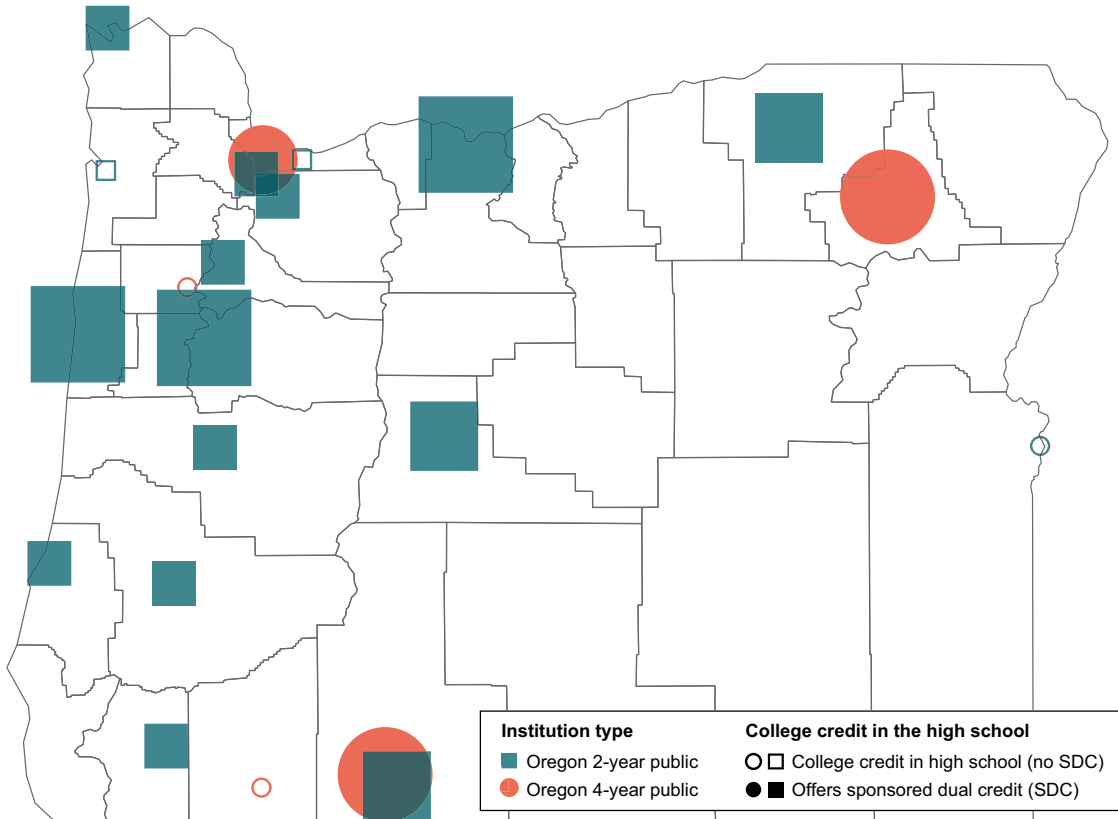 Institution type
Oregon 2-year public
Oregon 4-year public
College credit in the high school
College credit in high school (no SDC)
Offers sponsored dual credit (SDC)